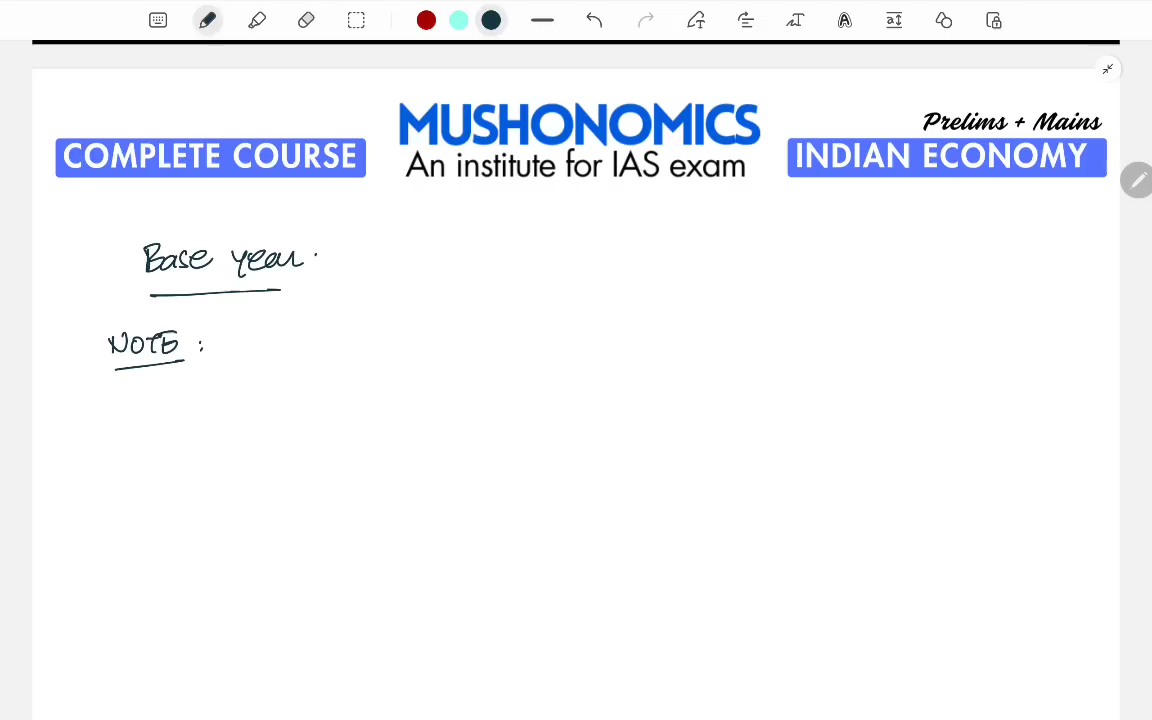 MUSHONOMICS
Prelims + Mains
COMPLETE COURSE
An institute for IAS exam
INDIAN ECONOMY
Base year.
NOTE :